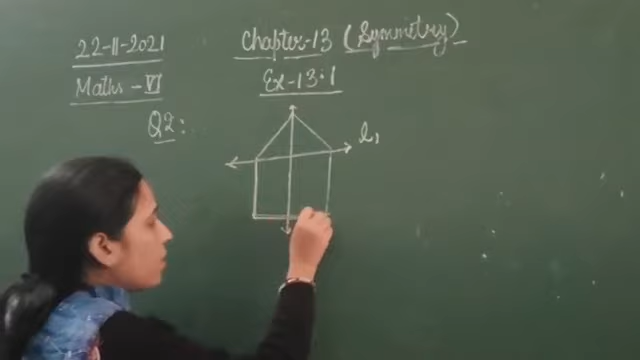 22-11-2021
Chapter-13 (Symmetry)
Maths - VI
Ex-13.1
Q2:
l₁